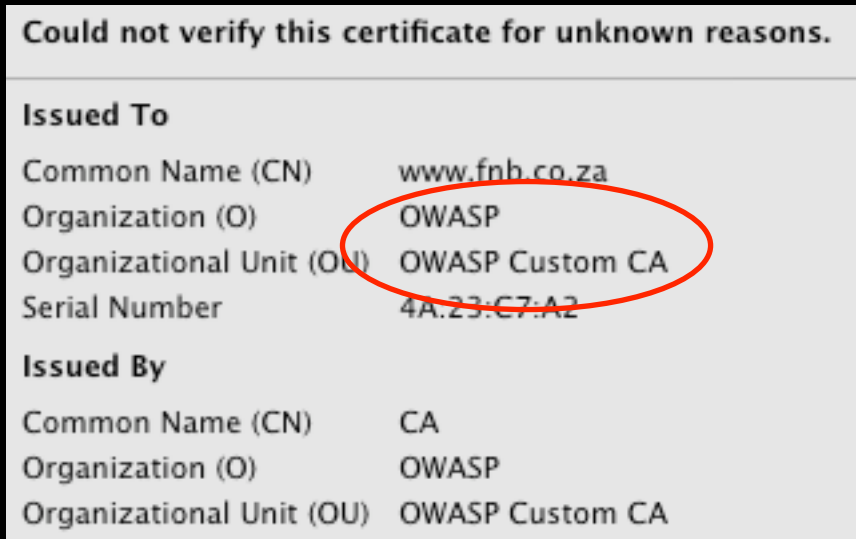 Could not verify this certificate for unknown reasons.
Issued To
Common Name (CN) www.fnb.co.za
Organization (O) OWASP
Organizational Unit (OU) OWASP Custom CA
Serial Number 4A:23:C7:A2
Issued By
Common Name (CN) CA
Organization (O) OWASP
Organizational Unit (OU) OWASP Custom CA